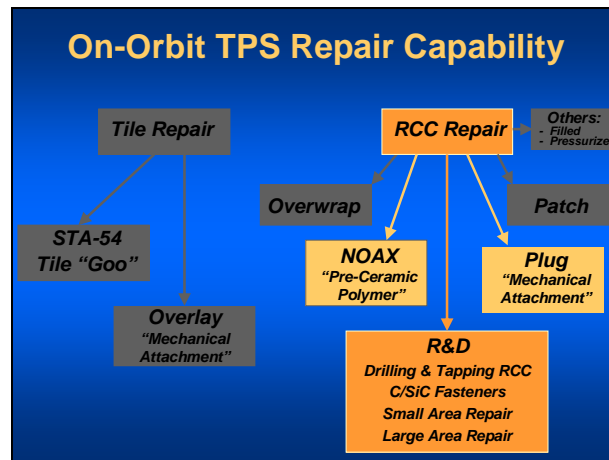 On-Orbit TPS Repair Capability
Tile Repair
RCC Repair
Others:
- Filled
- Pressurize
Overwrap
Patch
STA-54
Tile “Goo”
NOAX
“Pre-Ceramic
Polymer”
Plug
“Mechanical
Attachment”
Overlay
“Mechanical
Attachment”
R&D
Drilling & Tapping RCC
C/SiC Fasteners
Small Area Repair
Large Area Repair